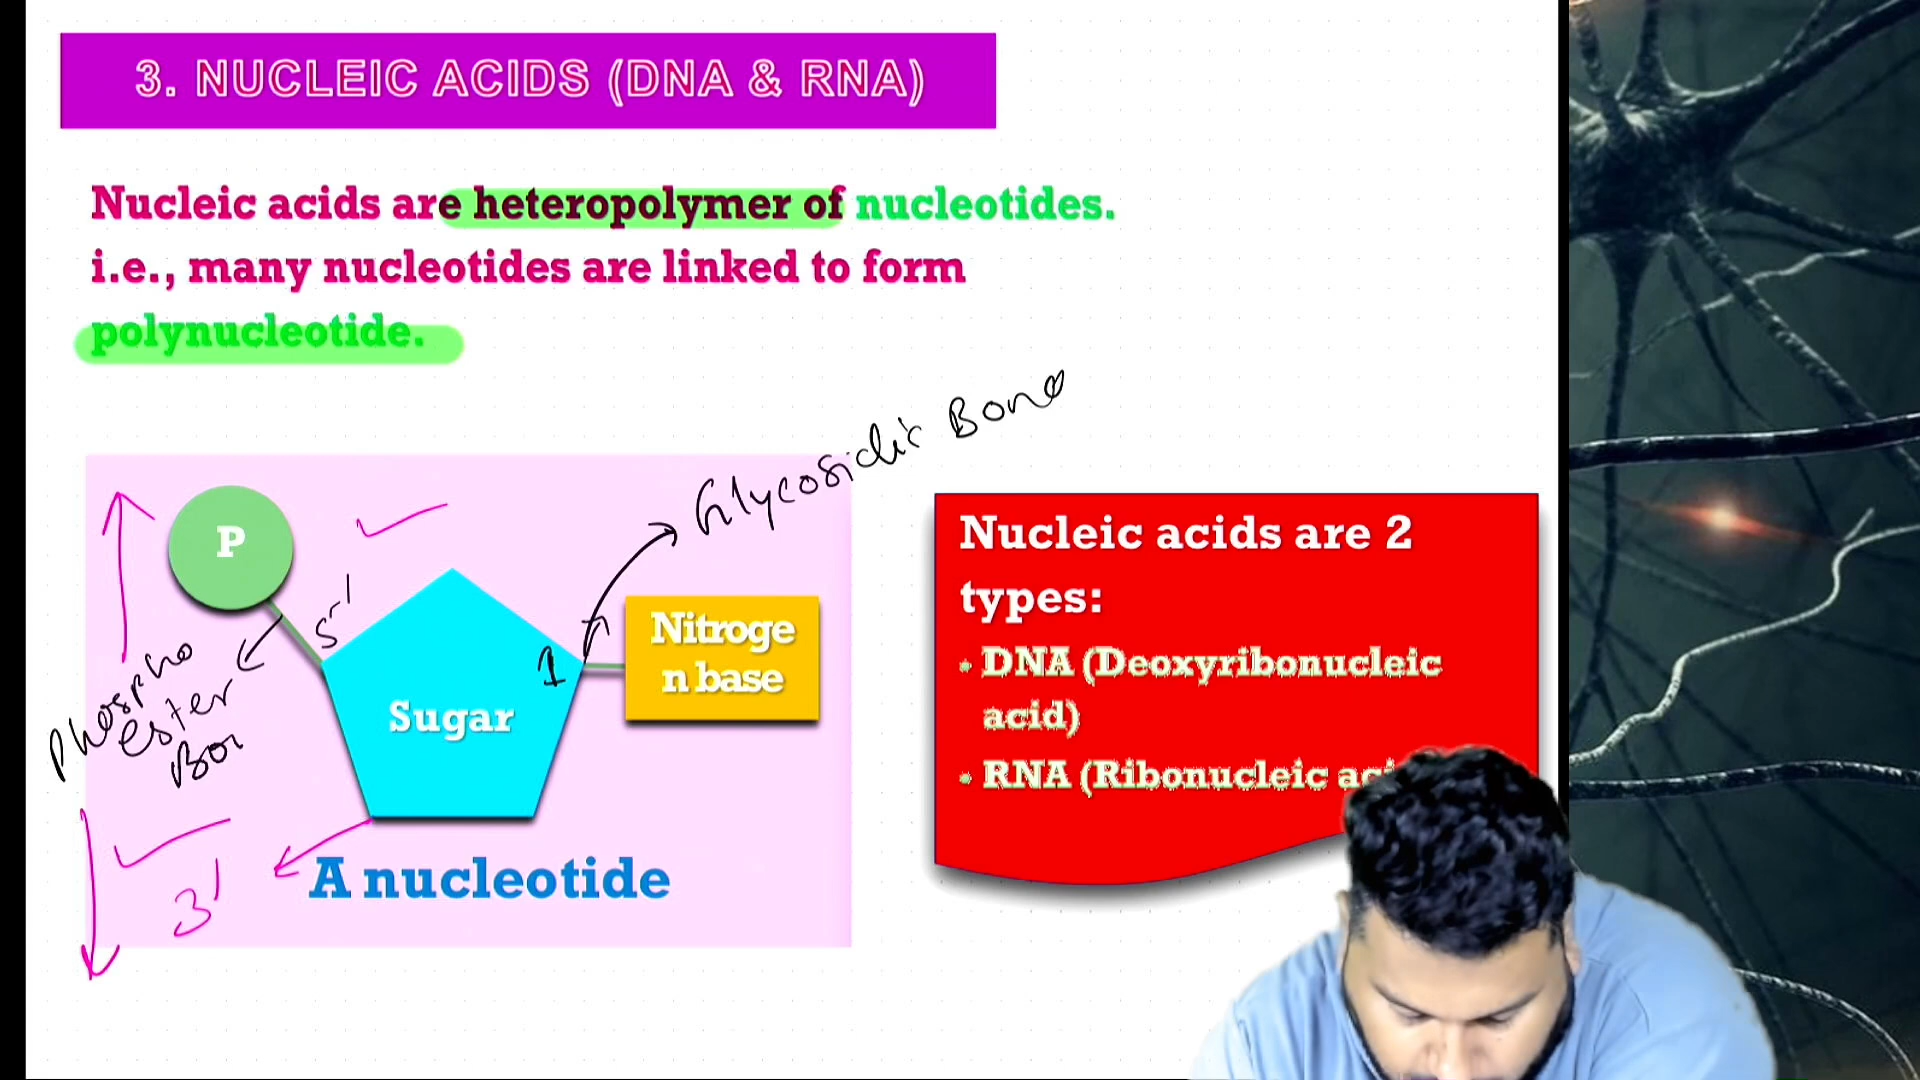 3. NUCLEIC ACIDS (DNA & RNA)
Nucleic acids are heteropolymer of nucleotides.
i.e., many nucleotides are linked to form
polynucleotide.
Glycosidic Bond
P
5'
Phospho
ester
Bon
1
Nitroge
n base
Sugar
3'
A nucleotide
Nucleic acids are 2
types:
• DNA (Deoxyribonucleic
acid)
• RNA (Ribonucleic aci